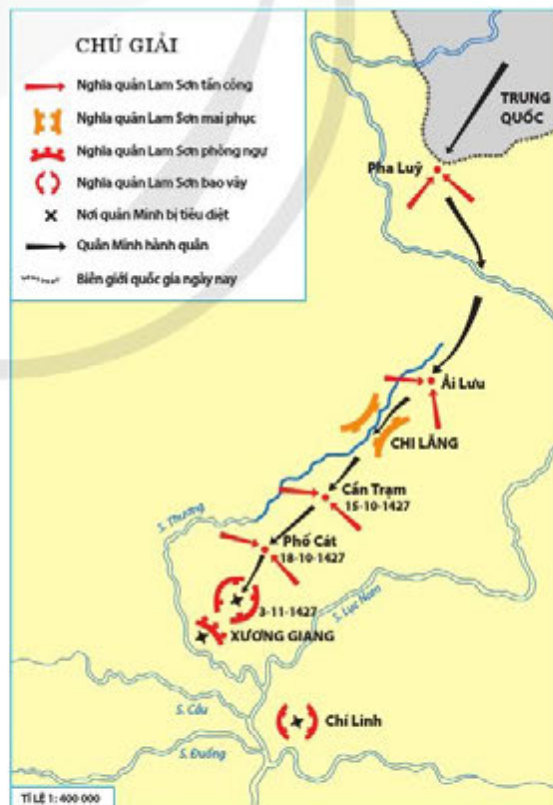 CHÚ GIẢI
Nghĩa quân Lam Sơn tấn công
Nghĩa quân Lam Sơn mai phục
Nghĩa quân Lam Sơn phòng ngự
Nghĩa quân Lam Sơn bao vây
Nơi quân Minh bị tiêu diệt
Quân Minh hành quân
Biên giới quốc gia ngày nay
TRUNG
QUỐC
Pha Luỹ
Ải Lưu
CHI LĂNG
Cần Trạm
15-10-1427
S. Thương
Phố Cát
18-10-1427
3-11-1427
S. Lục Nam
XƯƠNG GIANG
S. Cầu
Chí Linh
S. Đuống
TỈ LỆ 1: 400 000